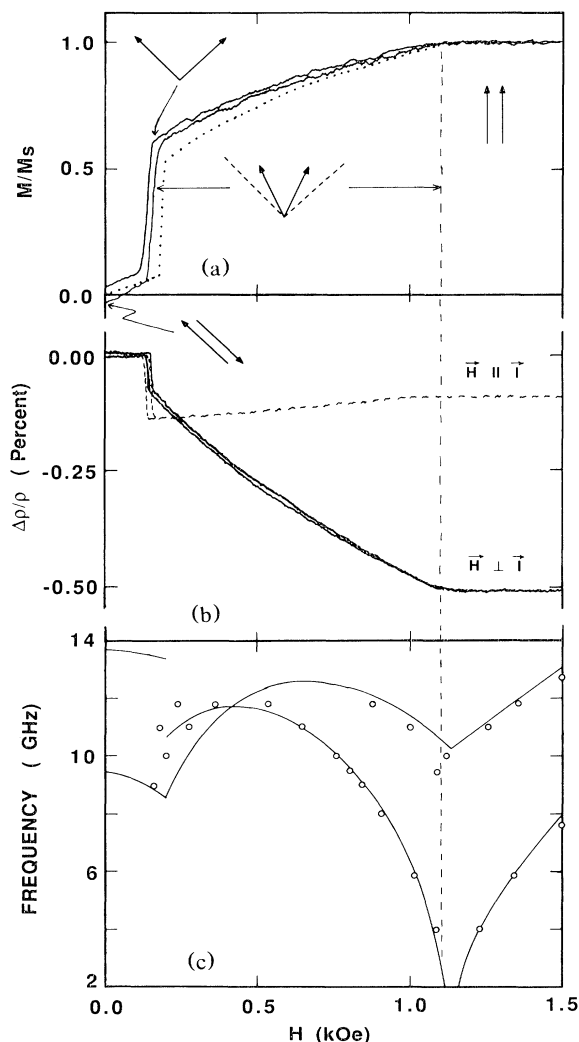 1.0
M/Ms
0.5
(a)
0.0
0.00
H || I
Δρ/ρ ( Percent)
-0.25
H ⊥ I
-0.50
(b)
14
FREQUENCY ( GHz)
10
6
(c)
2
0.0 0.5 1.0 1.5
H (kOe)